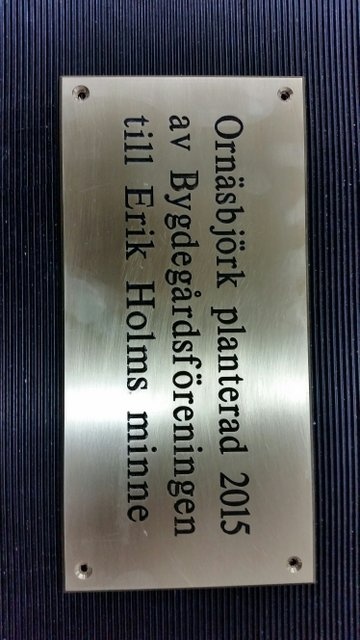 Ornäsbjörk planterad 2015
av Bygdegårdsföreningen
till Erik Holms minne